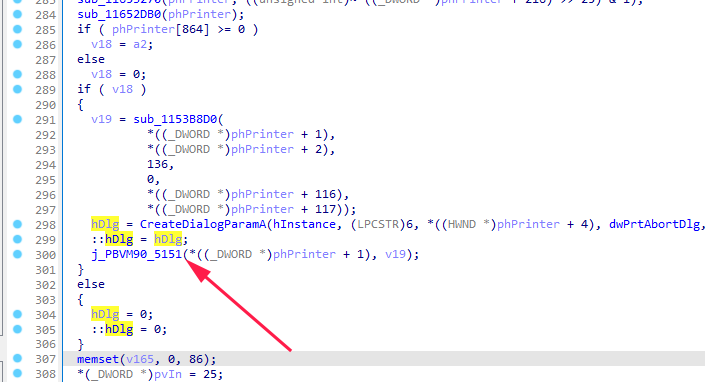 283 sub_11695270(phPrinter, ((unsigned int)~*((_DWORD *)phPrinter + 216) >> 25) & 1);
284 sub_11652DB0(phPrinter);
285 if ( phPrinter[864] >= 0 )
286 v18 = a2;
287 else
288 v18 = 0;
289 if ( v18 )
290 {
291 v19 = sub_1153B8D0(
292 *((_DWORD *)phPrinter + 1),
293 *((_DWORD *)phPrinter + 2),
294 136,
295 0,
296 *((_DWORD *)phPrinter + 116),
297 *((_DWORD *)phPrinter + 117));
298 hDlg = CreateDialogParamA(hInstance, (LPCSTR)6, *((HWND *)phPrinter + 4), dwPrtAbortDlg,
299 ::hDlg = hDlg;
300 j_PBVM90_5151(*((_DWORD *)phPrinter + 1), v19);
301 }
302 else
303 {
304 hDlg = 0;
305 ::hDlg = 0;
306 }
307 memset(v165, 0, 86);
308 *(_DWORD *)pvIn = 25;